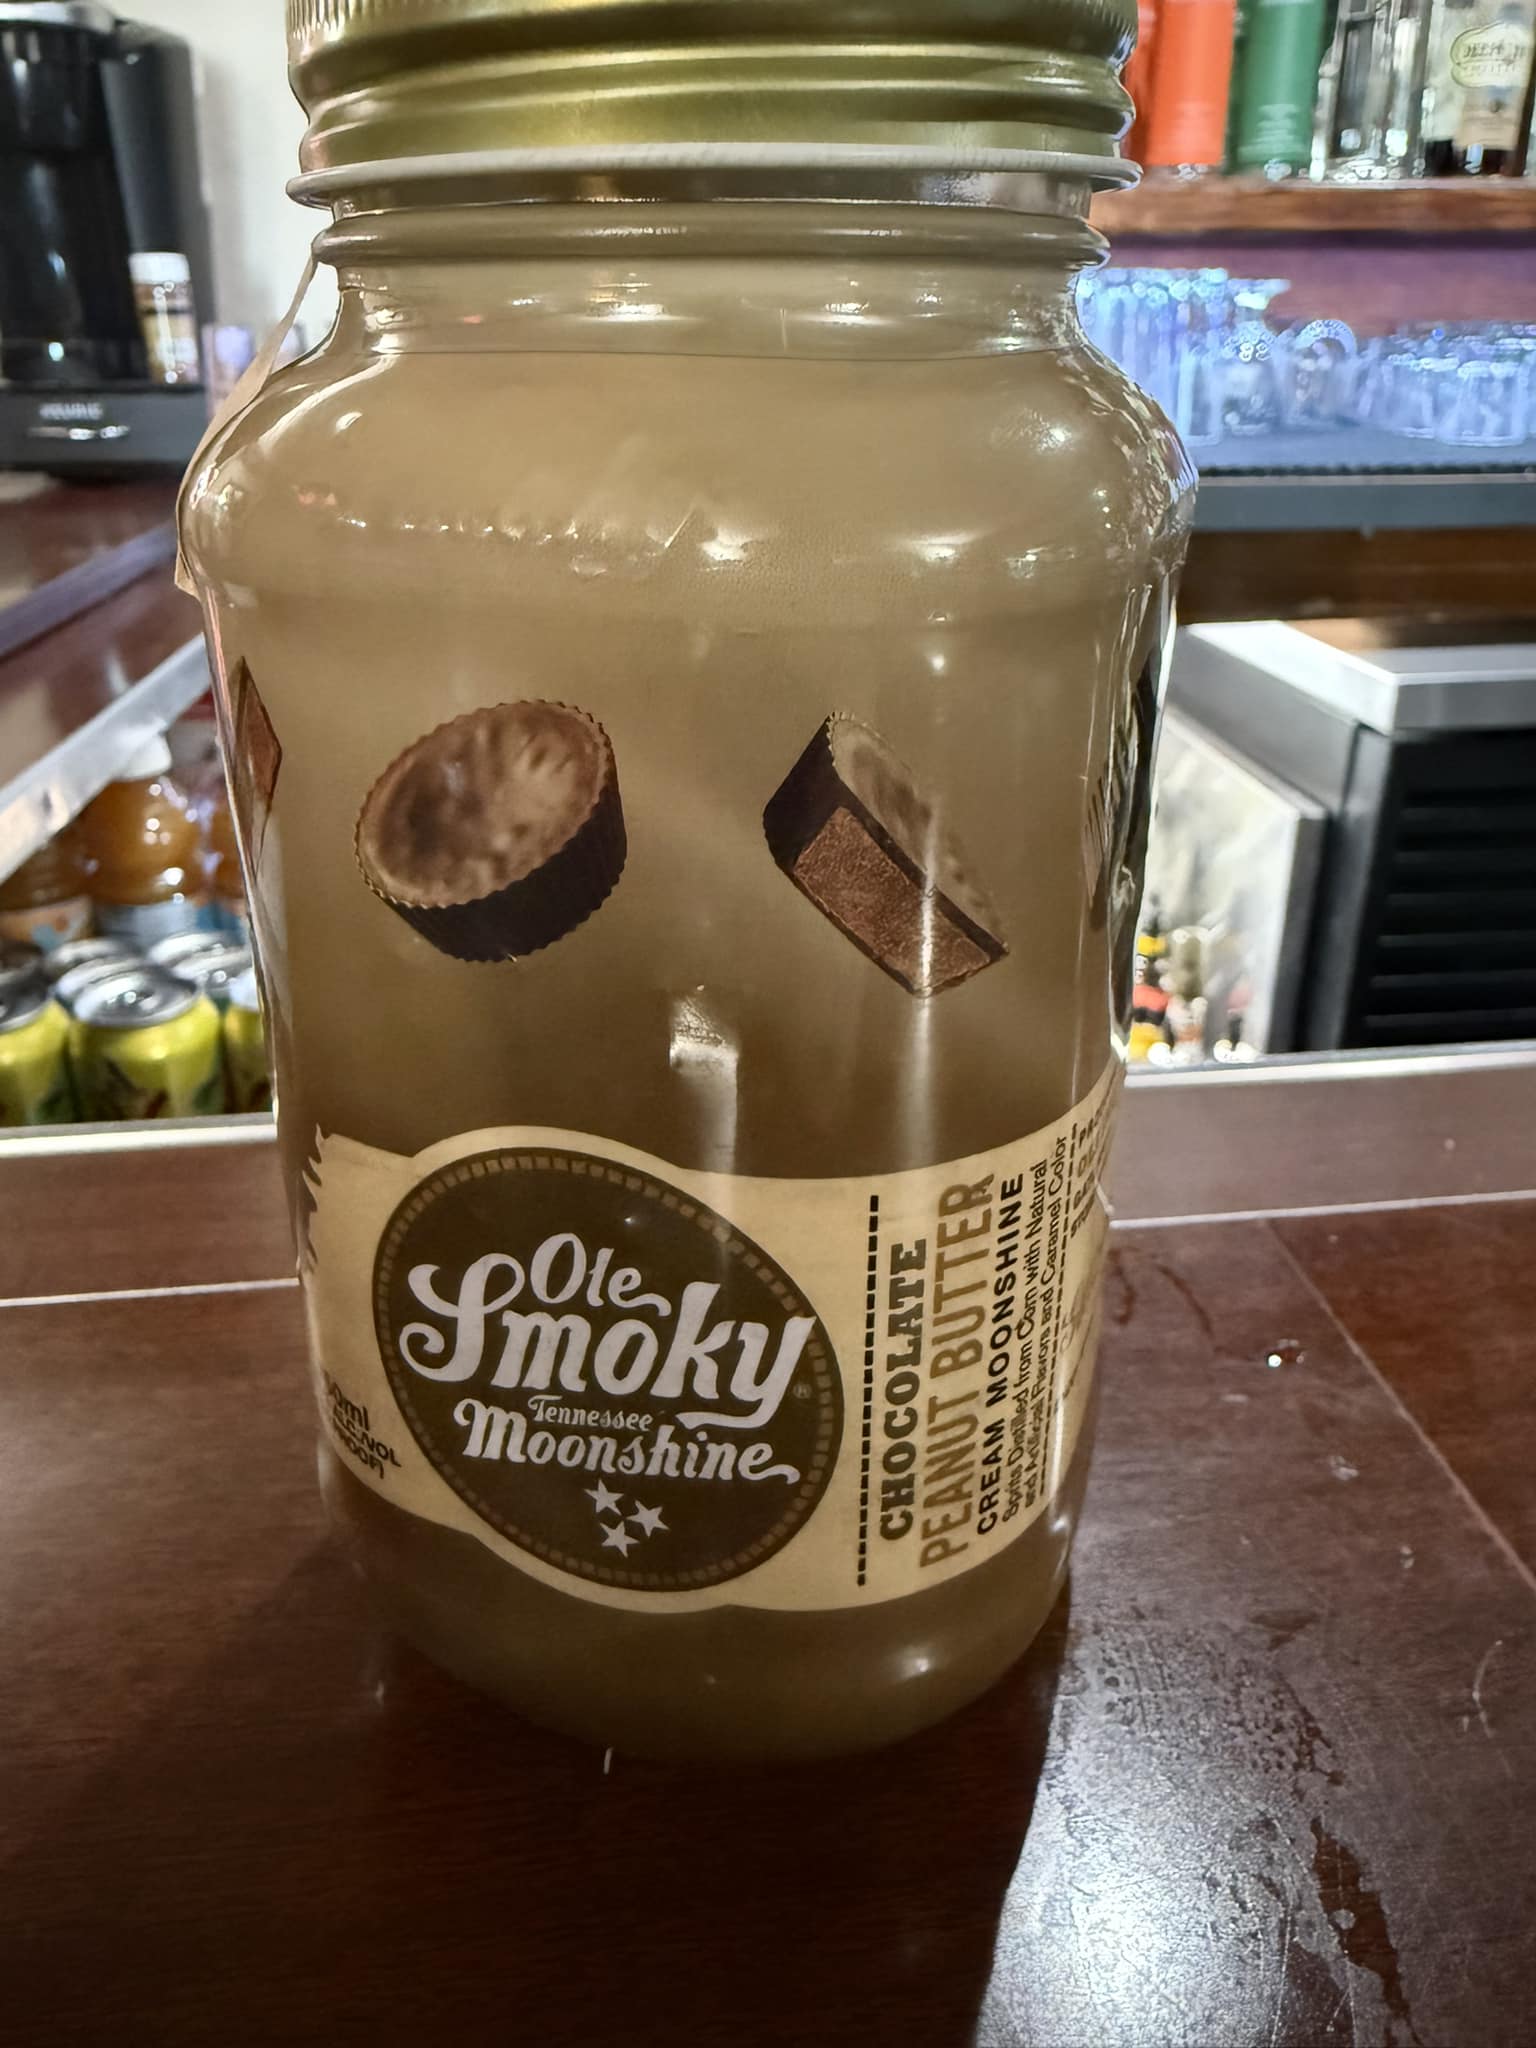 KEURIG
Ole
Smoky®
Tennessee
Moonshine
CHOCOLATE
PEANUT BUTTER
CREAM MOONSHINE
Spirits Distilled from Corn with Natural
and Artificial Flavors and Caramel Color